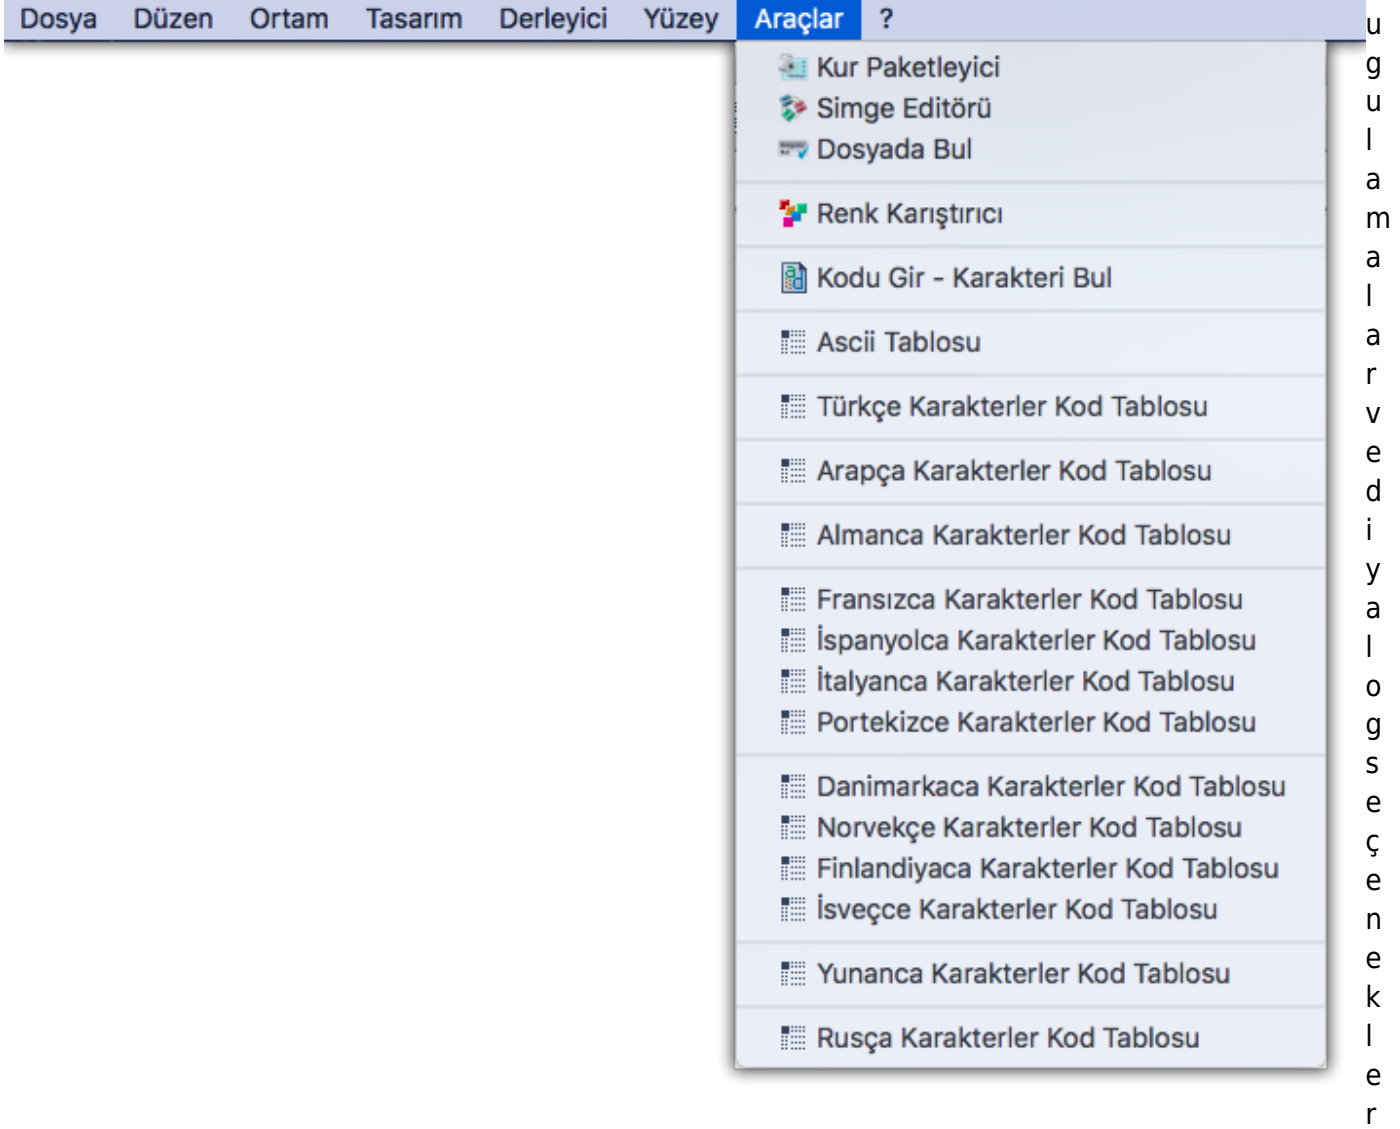 Dosya Düzen Ortam Tasarım Derleyici Yüzey Araçlar ?
Kur Paketleyici
Simge Editörü
Dosyada Bul
Renk Karıştırıcı
Kodu Gir - Karakteri Bul
Ascii Tablosu
Türkçe Karakterler Kod Tablosu
Arapça Karakterler Kod Tablosu
Almanca Karakterler Kod Tablosu
Fransızca Karakterler Kod Tablosu
İspanyolca Karakterler Kod Tablosu
İtalyanca Karakterler Kod Tablosu
Portekizce Karakterler Kod Tablosu
Danimarkaca Karakterler Kod Tablosu
Norvekçe Karakterler Kod Tablosu
Finlandiyaca Karakterler Kod Tablosu
İsveçce Karakterler Kod Tablosu
Yunanca Karakterler Kod Tablosu
Rusça Karakterler Kod Tablosu
u
g
u
l
a
m
a
l
a
r
v
e
d
i
y
a
l
o
g
s
e
ç
e
n
e
k
l
e
r